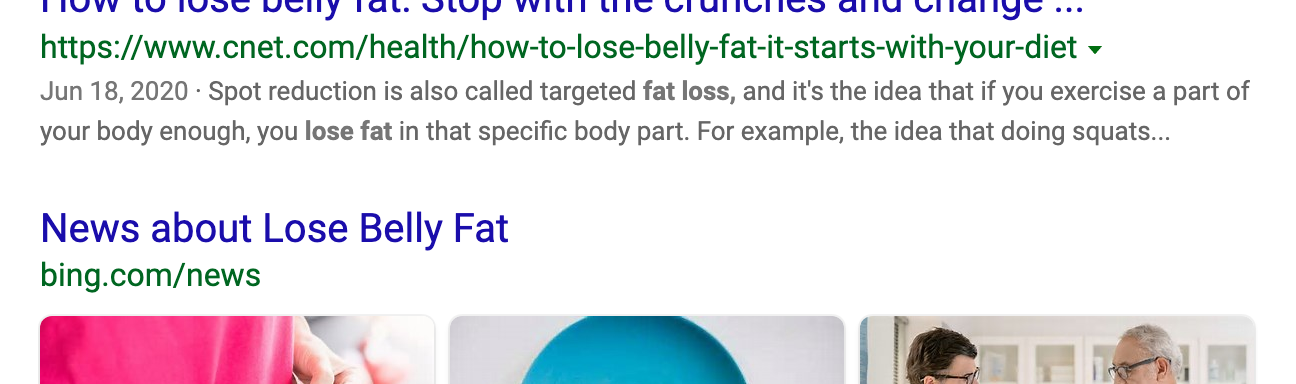 How to lose belly fat: Stop with the crunches and change ...
https://www.cnet.com/health/how-to-lose-belly-fat-it-starts-with-your-diet
Jun 18, 2020 · Spot reduction is also called targeted fat loss, and it's the idea that if you exercise a part of
your body enough, you lose fat in that specific body part. For example, the idea that doing squats...
News about Lose Belly Fat
bing.com/news